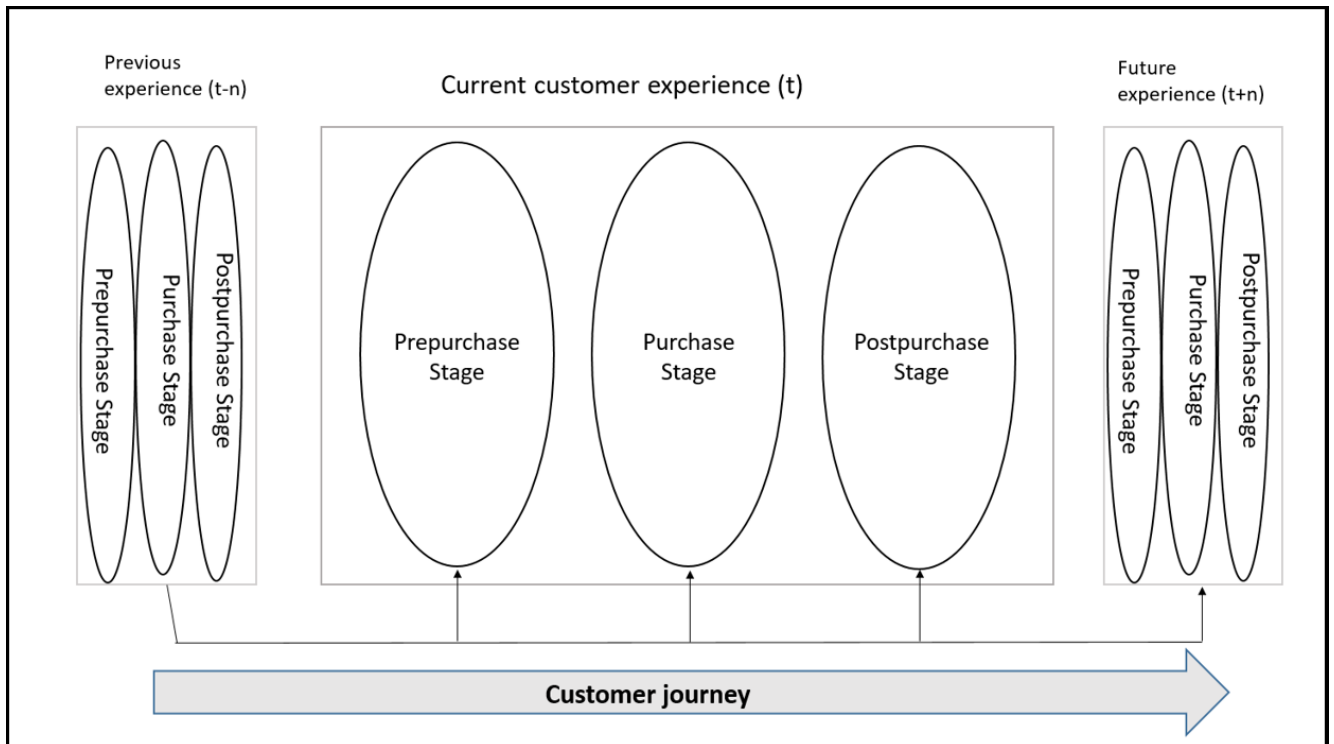 Previous
experience (t-n)
Current customer experience (t)
Future
experience (t+n)
Prepurchase Stage
Purchase Stage
Postpurchase Stage
Prepurchase
Stage
Purchase
Stage
Postpurchase
Stage
Prepurchase Stage
Purchase Stage
Postpurchase Stage
Customer journey